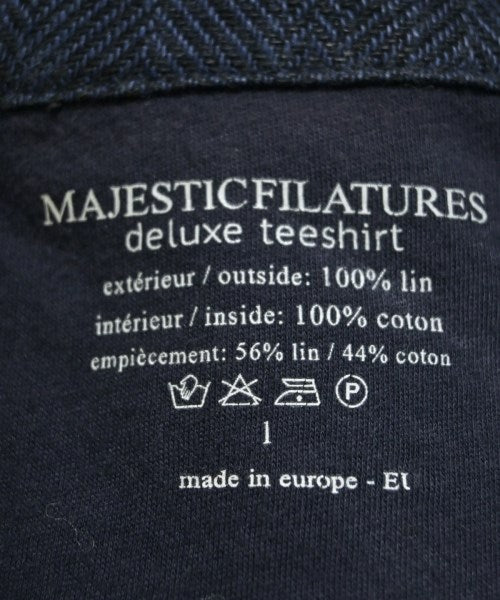 MAJESTICFILATURES
deluxe teeshirt
extérieur / outside: 100% lin
intérieur / inside: 100% coton
empiècement: 56% lin / 44% coton
P
1
made in europe - EU